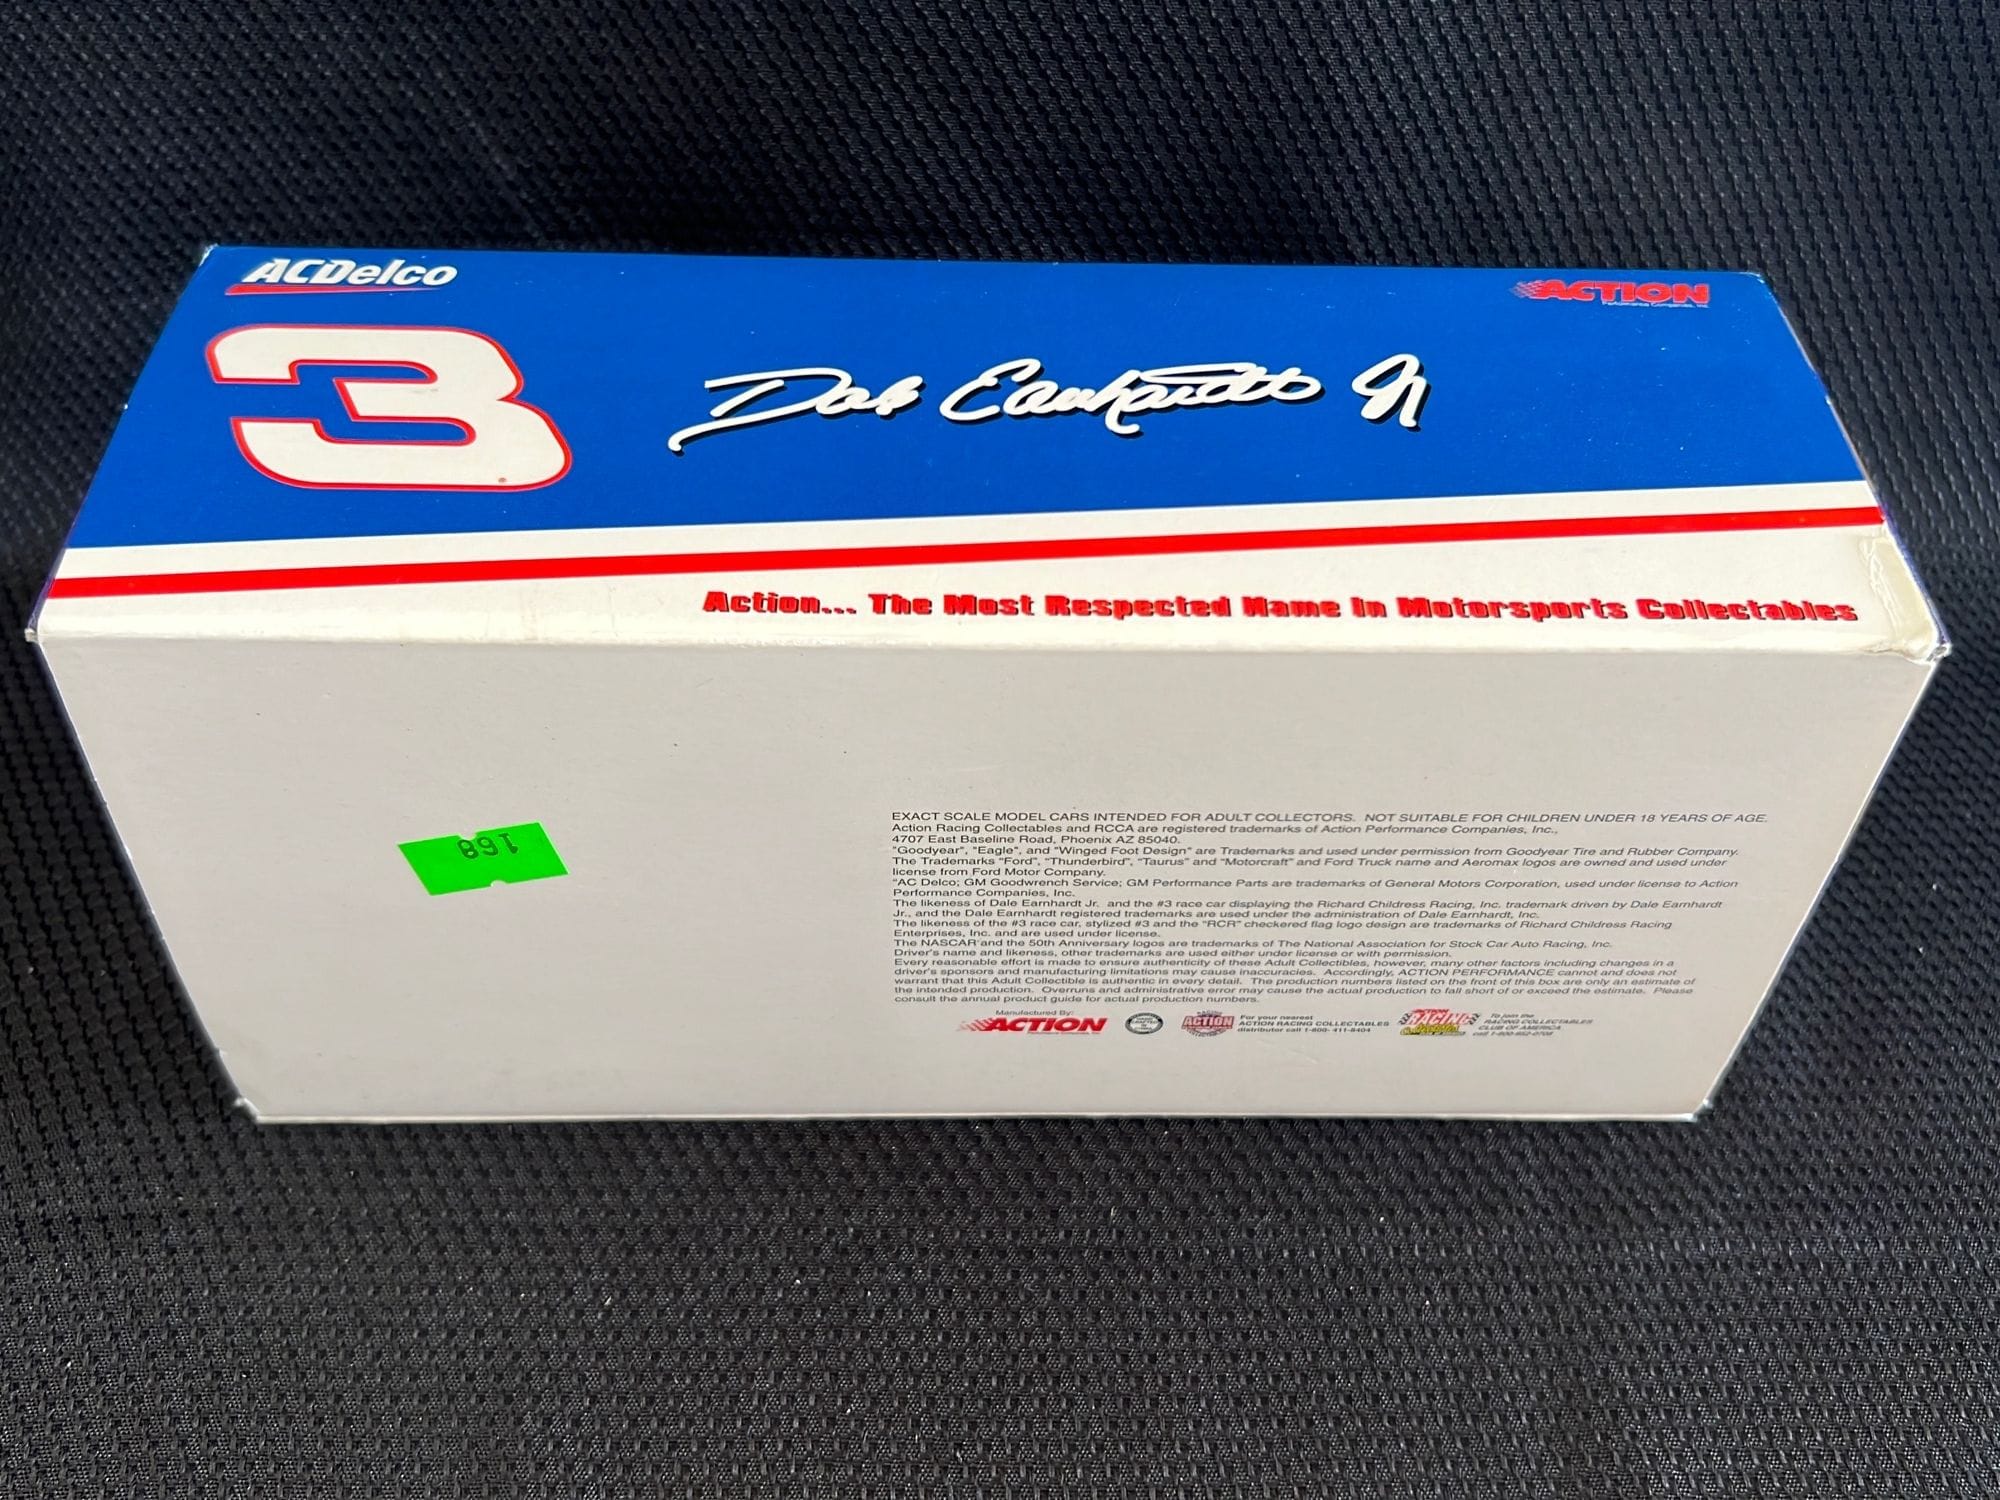 ACDelco
ACTION
Performance Companies, Inc.
3
Dale Earnhardt Jr
Action... The Most Respected Name In Motorsports Collectables
168
EXACT SCALE MODEL CARS INTENDED FOR ADULT COLLECTORS. NOT SUITABLE FOR CHILDREN UNDER 18 YEARS OF AGE.
Action Racing Collectables and RCCA are registered trademarks of Action Performance Companies, Inc.,
4707 East Baseline Road, Phoenix AZ 85040.
"Goodyear", "Eagle", and "Winged Foot Design" are Trademarks and used under permission from Goodyear Tire and Rubber Company.
The Trademarks "Ford", "Thunderbird", "Taurus" and "Motorcraft" and Ford Truck name and Aeromax logos are owned and used under
license from Ford Motor Company.
"AC Delco; GM Goodwrench Service; GM Performance Parts are trademarks of General Motors Corporation, used under license to Action
Performance Companies, Inc.
The likeness of Dale Earnhardt Jr. and the #3 race car displaying the Richard Childress Racing, Inc. trademark driven by Dale Earnhardt
Jr., and the Dale Earnhardt registered trademarks are used under the administration of Dale Earnhardt, Inc.
The likeness of the #3 race car, stylized #3 and the "RCR" checkered flag logo design are trademarks of Richard Childress Racing
Enterprises, Inc. and are used under license.
The NASCAR and the 50th Anniversary logos are trademarks of The National Association for Stock Car Auto Racing, Inc.
Driver's name and likeness, other trademarks are used either under license or with permission.
Every reasonable effort is made to ensure authenticity of these Adult Collectibles, however, many other factors including changes in a
driver's sponsors and manufacturing limitations may cause inaccuracies. Accordingly, ACTION PERFORMANCE cannot and does not
warrant that this Adult Collectible is authentic in every detail. The production numbers listed on the front of this box are only an estimate of
the intended production. Overruns and administrative error may cause the actual production to fall short of or exceed the estimate. Please
consult the annual product guide for actual production numbers.
Manufactured By:
ACTION
Performance Companies, Inc.
ACTION
For your nearest
ACTION RACING COLLECTABLES
distributor call 1-800- 411-8404
RACING
To join the
RACING COLLECTABLES
CLUB OF AMERICA
call 1-800-952-0708